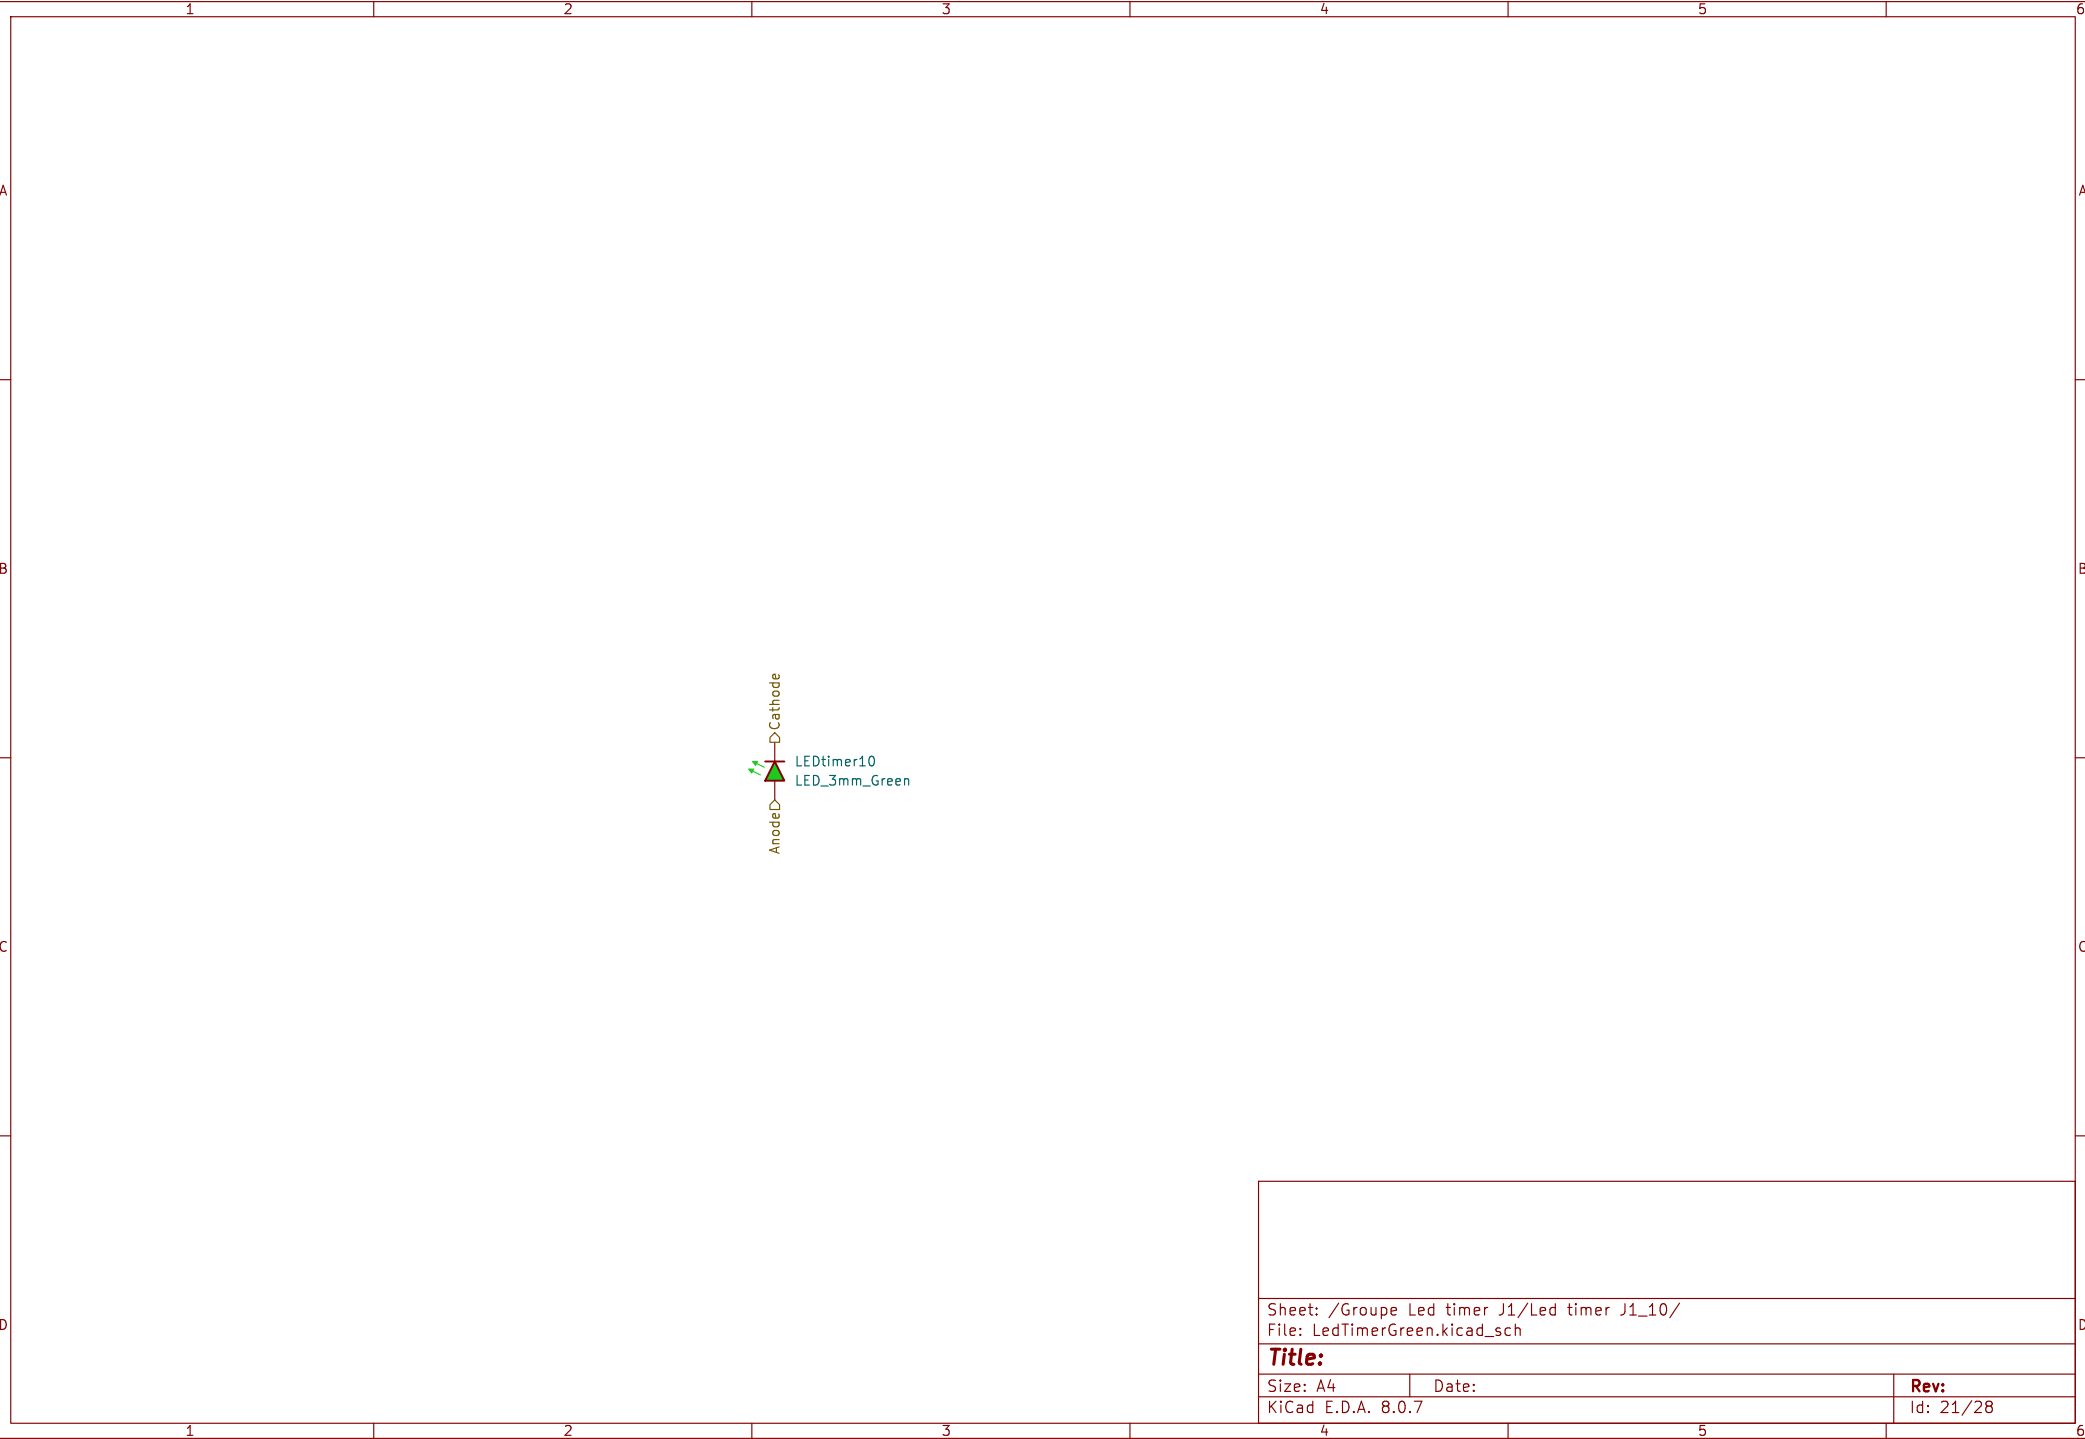 1 2 3 4 5 6
A A
B B
Cathode
LEDtimer10
LED_3mm_Green
Anode
C C
Sheet: /Groupe Led timer J1/Led timer J1_10/
File: LedTimerGreen.kicad_sch
D D
Title:
Size: A4 Date: Rev:
KiCad E.D.A. 8.0.7 Id: 21/28
1 2 3 4 5 6